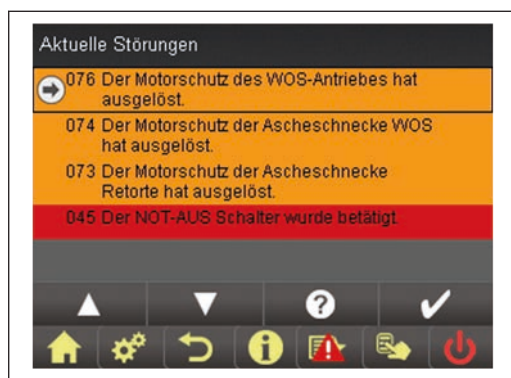 Aktuelle Störungen
076 Der Motorschutz des WOS-Antriebes hat
ausgelöst.
074 Der Motorschutz der Ascheschnecke WOS
hat ausgelöst.
073 Der Motorschutz der Ascheschnecke
Retorte hat ausgelöst.
045 Der NOT-AUS Schalter wurde betätigt.